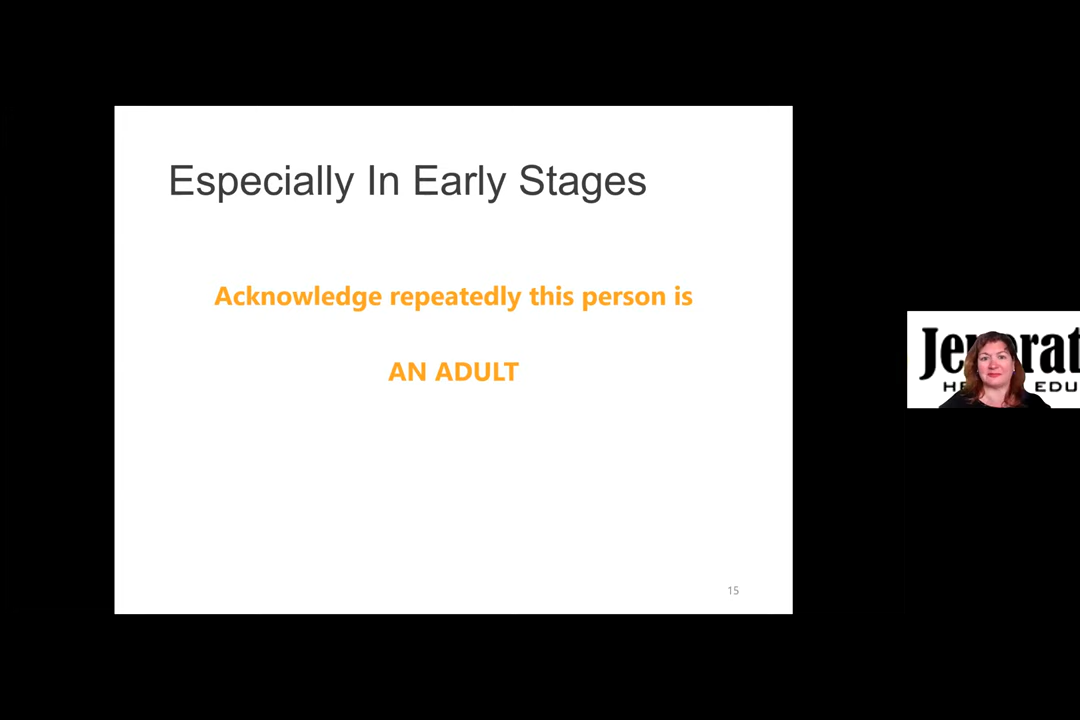 Especially In Early Stages
Acknowledge repeatedly this person is
AN ADULT
15